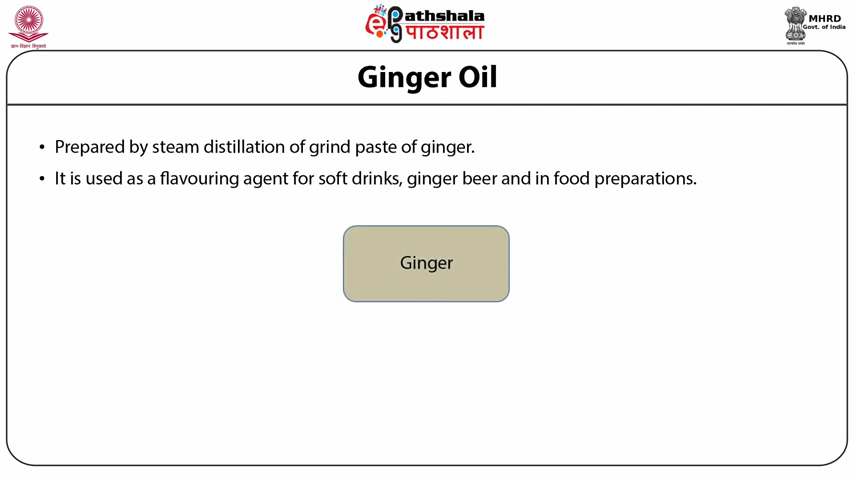 Pathshala
पाठशाला
MHRD
Govt. of India
Ginger Oil
• Prepared by steam distillation of grind paste of ginger.
• It is used as a flavouring agent for soft drinks, ginger beer and in food preparations.
Ginger